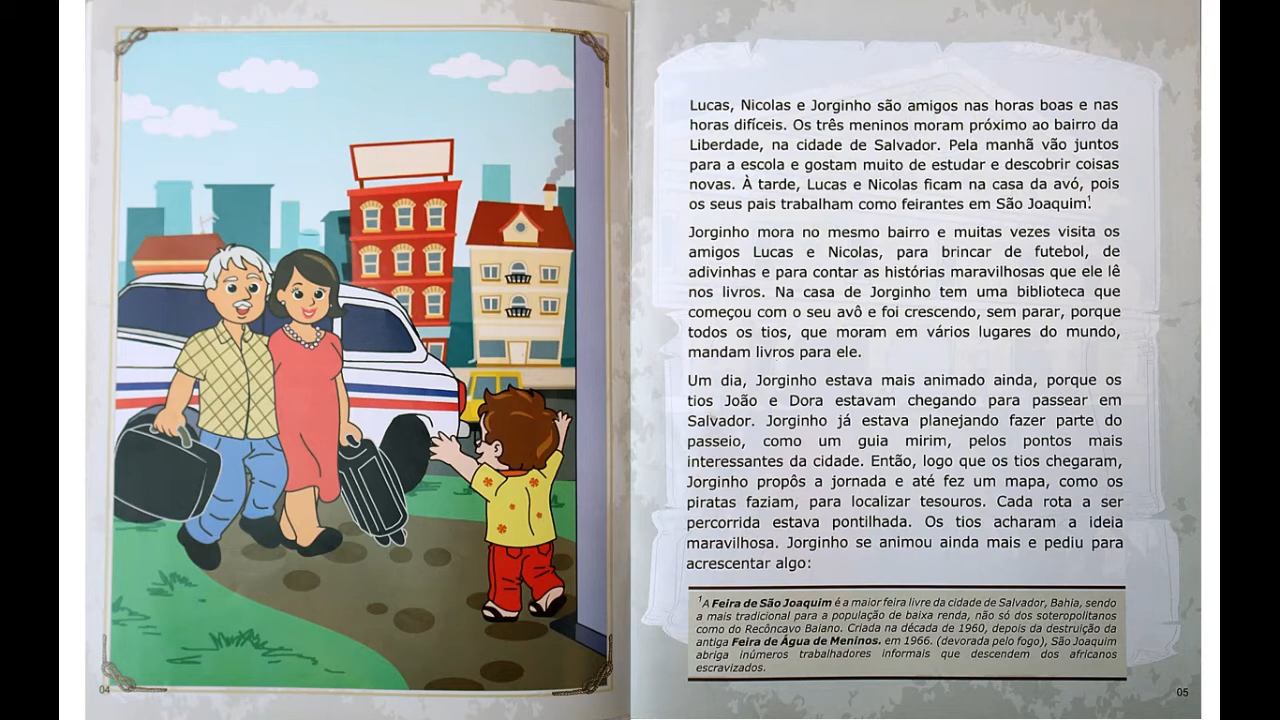 Lucas, Nicolas e Jorginho são amigos nas horas boas e nas
horas difíceis. Os três meninos moram próximo ao bairro da
Liberdade, na cidade de Salvador. Pela manhã vão juntos
para a escola e gostam muito de estudar e descobrir coisas
novas. À tarde, Lucas e Nicolas ficam na casa da avó, pois
os seus pais trabalham como feirantes em São Joaquim¹.
Jorginho mora no mesmo bairro e muitas vezes visita os
amigos Lucas e Nicolas, para brincar de futebol, de
adivinhas e para contar as histórias maravilhosas que ele lê
nos livros. Na casa de Jorginho tem uma biblioteca que
começou com o seu avô e foi crescendo, sem parar, porque
todos os tios, que moram em vários lugares do mundo,
mandam livros para ele.
Um dia, Jorginho estava mais animado ainda, porque os
tios João e Dora estavam chegando para passear em
Salvador. Jorginho já estava planejando fazer parte do
passeio, como um guia mirim, pelos pontos mais
interessantes da cidade. Então, logo que os tios chegaram,
Jorginho propôs a jornada e até fez um mapa, como os
piratas faziam, para localizar tesouros. Cada rota a ser
percorrida estava pontilhada. Os tios acharam a ideia
maravilhosa. Jorginho se animou ainda mais e pediu para
acrescentar algo:
¹A Feira de São Joaquim é a maior feira livre da cidade de Salvador, Bahia, sendo
a mais tradicional para a população de baixa renda, não só dos soteropolitanos
como do Recôncavo Baiano. Criada na década de 1960, depois da destruição da
antiga Feira de Água de Meninos, em 1966. (devorada pelo fogo), São Joaquim
abriga inúmeros trabalhadores informais que descendem dos africanos
escravizados.
04
05